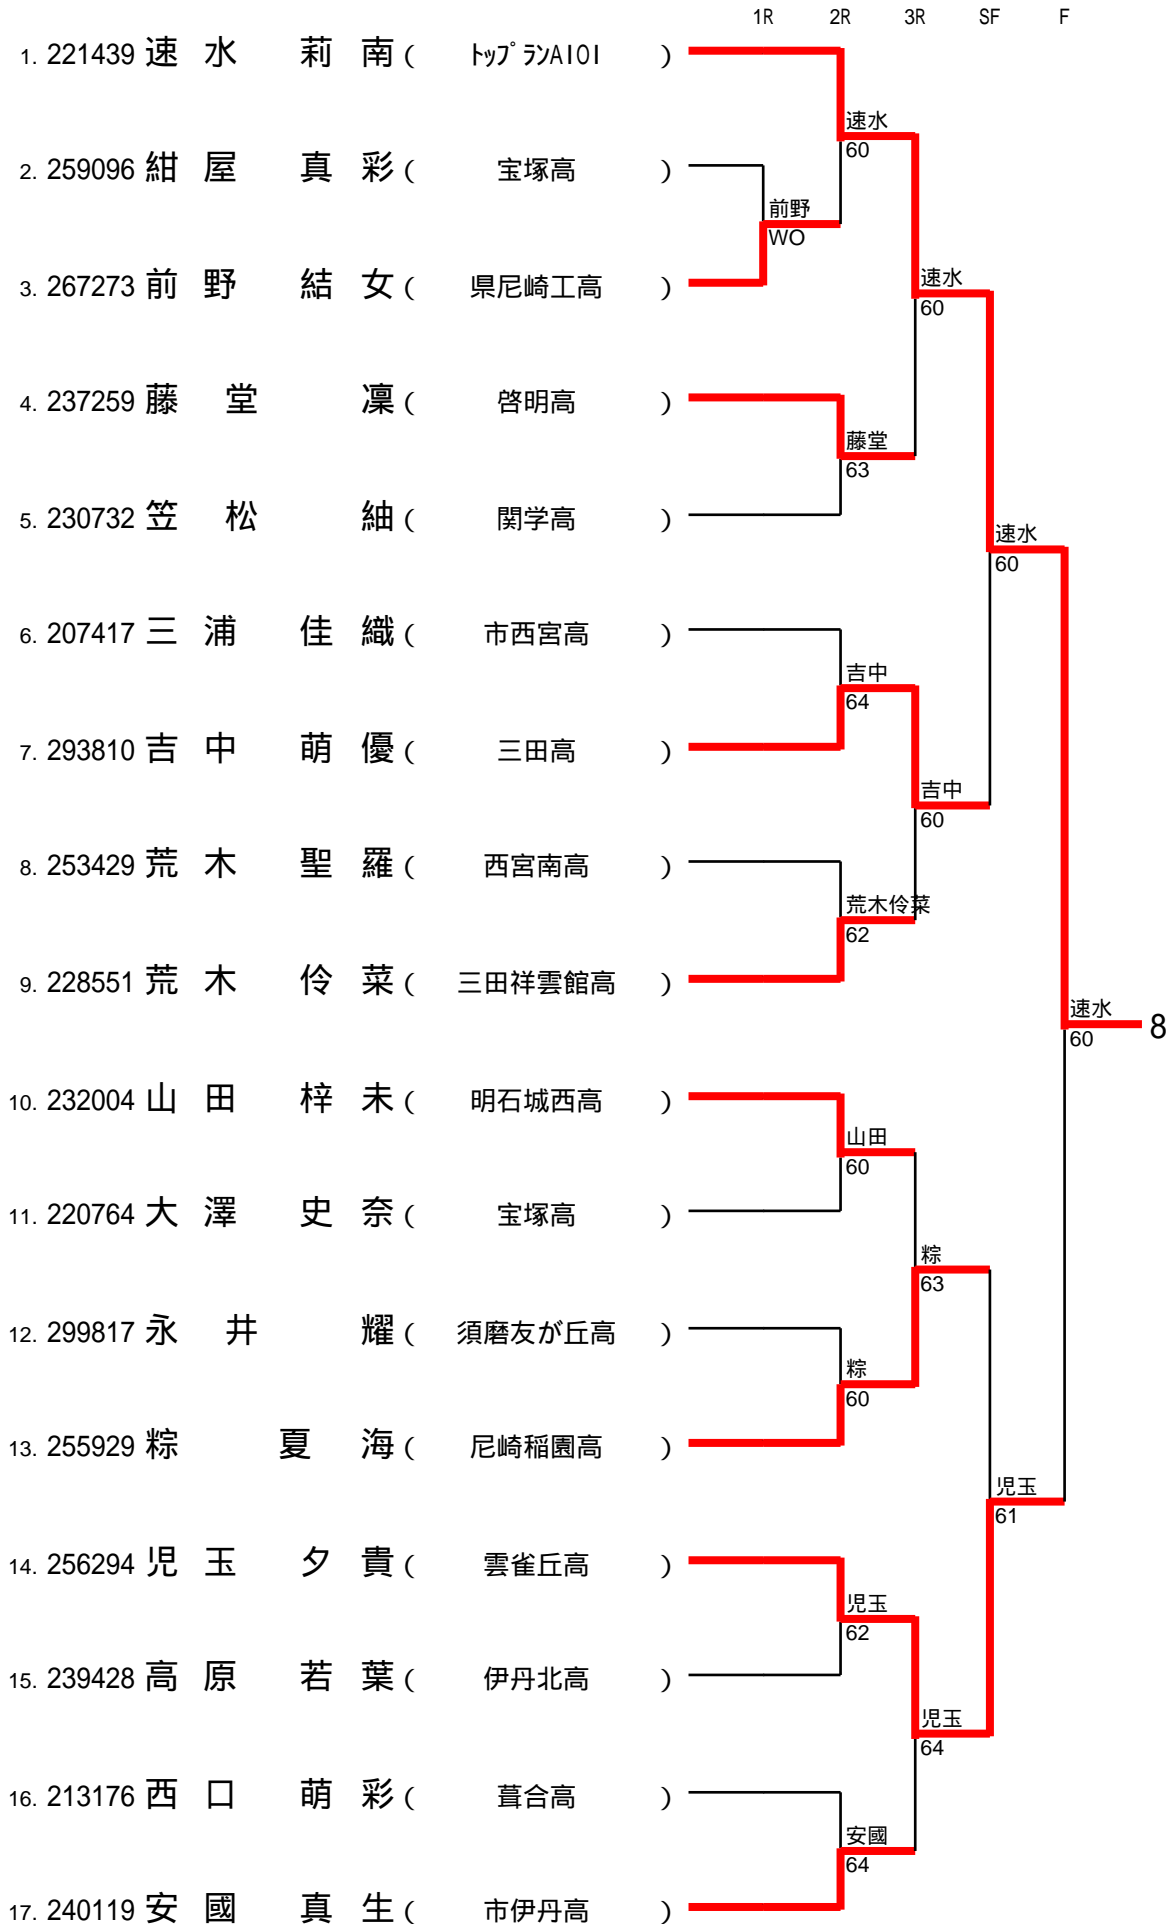 1R 2R 3R SF F
1. 221439 速水 莉南 ( トップランAIOI )
速水
60
2. 259096 紺屋 真彩 ( 宝塚高 )
前野
WO
3. 267273 前野 結女 ( 県尼崎工高 )
速水
60
4. 237259 藤堂 凜 ( 啓明高 )
藤堂
63
5. 230732 笠松 紬 ( 関学高 )
速水
60
6. 207417 三浦 佳織 ( 市西宮高 )
吉中
64
7. 293810 吉中 萌優 ( 三田高 )
吉中
60
8. 253429 荒木 聖羅 ( 西宮南高 )
荒木伶菜
62
9. 228551 荒木 伶菜 ( 三田祥雲館高 )
速水
60 8
10. 232004 山田 梓未 ( 明石城西高 )
山田
60
11. 220764 大澤 史奈 ( 宝塚高 )
粽
63
12. 299817 永井 耀 ( 須磨友が丘高 )
粽
60
13. 255929 粽 夏海 ( 尼崎稲園高 )
児玉
61
14. 256294 児玉 夕貴 ( 雲雀丘高 )
児玉
62
15. 239428 高原 若葉 ( 伊丹北高 )
児玉
64
16. 213176 西口 萌彩 ( 葺合高 )
安國
64
17. 240119 安國 真生 ( 市伊丹高 )